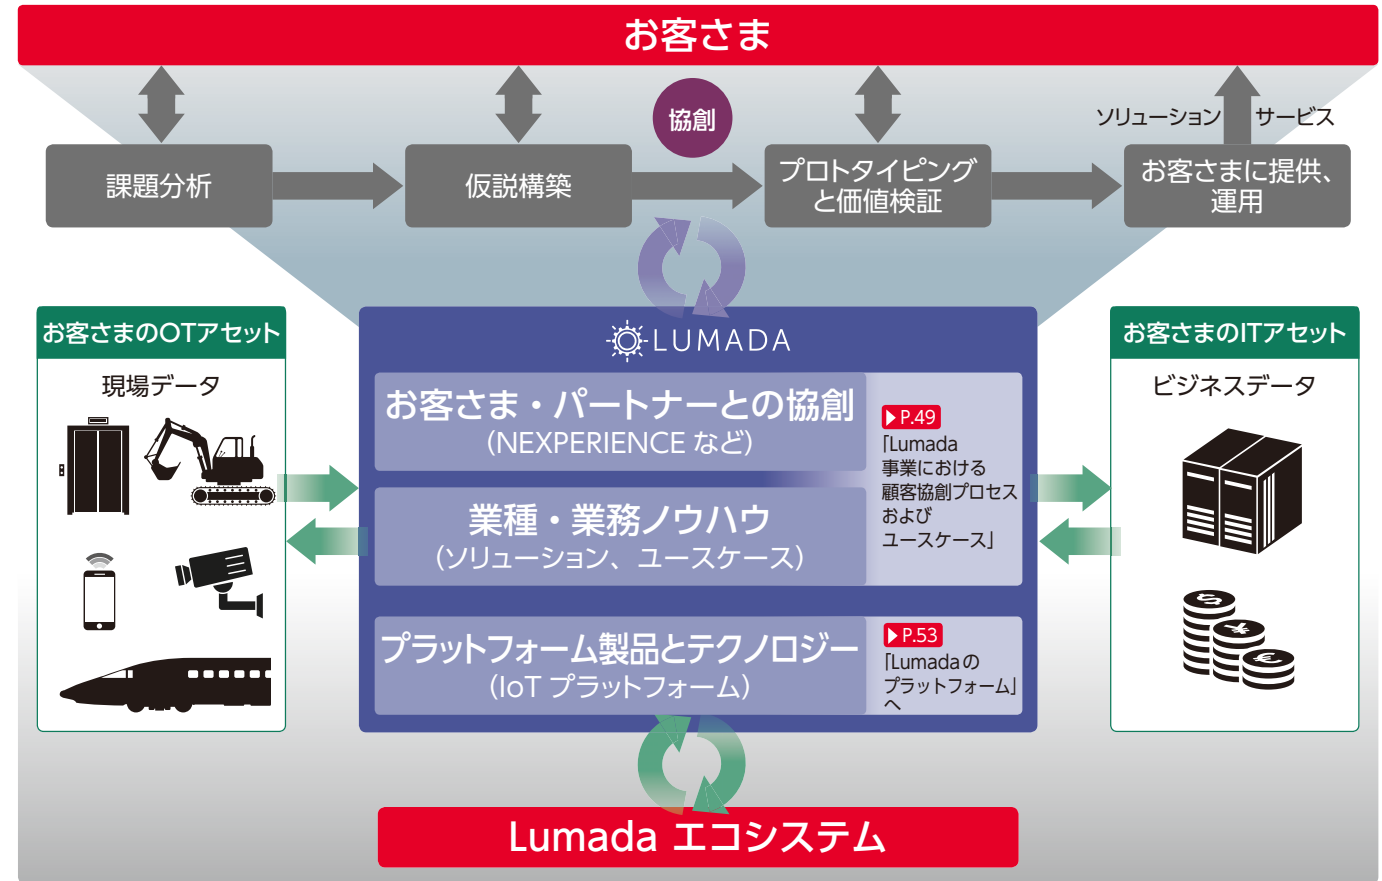 お客さま
協創
ソリューション サービス
課題分析
仮説構築
プロトタイピング
と価値検証
お客さまに提供、
運用
お客さまのOTアセット
現場データ
LUMADA
お客さま・パートナーとの協創
(NEXPERIENCE など)
業種・業務ノウハウ
(ソリューション、ユースケース)
▶P.49
「Lumada
事業における
顧客協創プロセス
および
ユースケース」
プラットフォーム製品とテクノロジー
(IoT プラットフォーム)
▶P.53
「Lumadaの
プラットフォーム」
へ
お客さまのITアセット
ビジネスデータ
$
¥
€
Lumada エコシステム